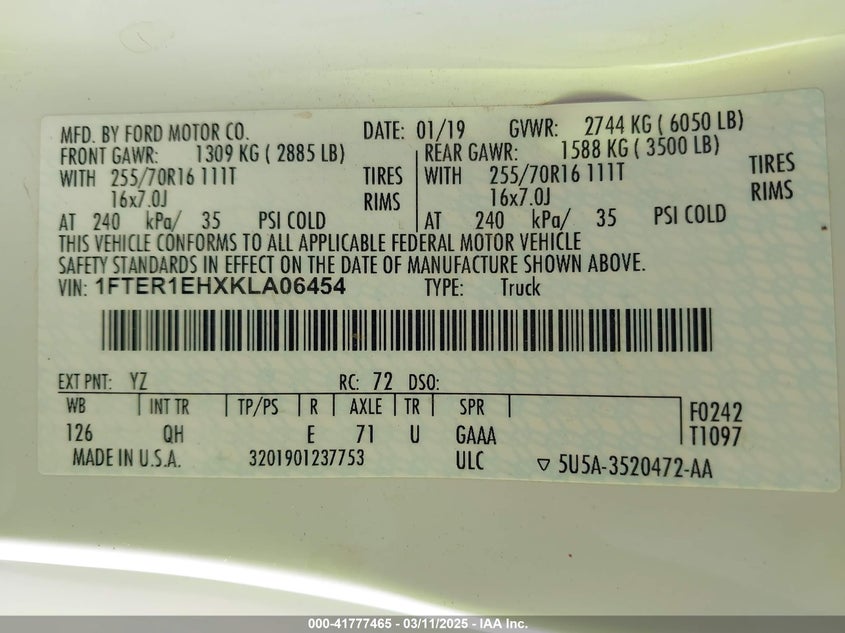 MFD. BY FORD MOTOR CO. DATE: 01/19 GVWR: 2744 KG ( 6050 LB)
FRONT GAWR: 1309 KG ( 2885 LB) REAR GAWR: 1588 KG ( 3500 LB)
WITH 255/70R16 111T TIRES WITH 255/70R16 111T TIRES
16x7.0J RIMS 16x7.0J RIMS
AT 240 kPa/ 35 PSI COLD AT 240 kPa/ 35 PSI COLD
THIS VEHICLE CONFORMS TO ALL APPLICABLE FEDERAL MOTOR VEHICLE
SAFETY STANDARDS IN EFFECT ON THE DATE OF MANUFACTURE SHOWN ABOVE.
VIN: 1FTER1EHXKLA06454 TYPE: Truck
EXT PNT: YZ RC: 72 DSO:
WB INT TR TP/PS R AXLE TR SPR F0242
126 QH E 71 U GAAA T1097
MADE IN U.S.A. 3201901237753 ULC ▽ 5U5A-3520472-AA
000-41777465 - 03/11/2025 - IAA Inc.